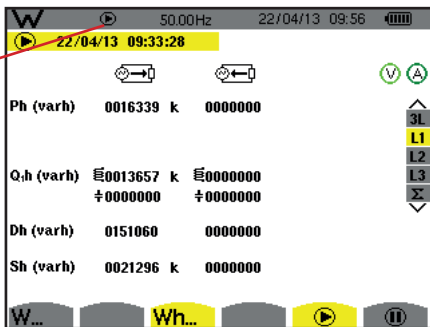 W 50.00Hz 22/04/13 09:56
22/04/13 09:33:28
V A
Ph (varh) 0016339 k 0000000
3L
L1
L2
Q₁h (varh) 0013657 k 0000000
L3
÷0000000 ÷0000000
Σ
Dh (varh) 0151060 0000000
Sh (varh) 0021296 k 0000000
W... Wh...